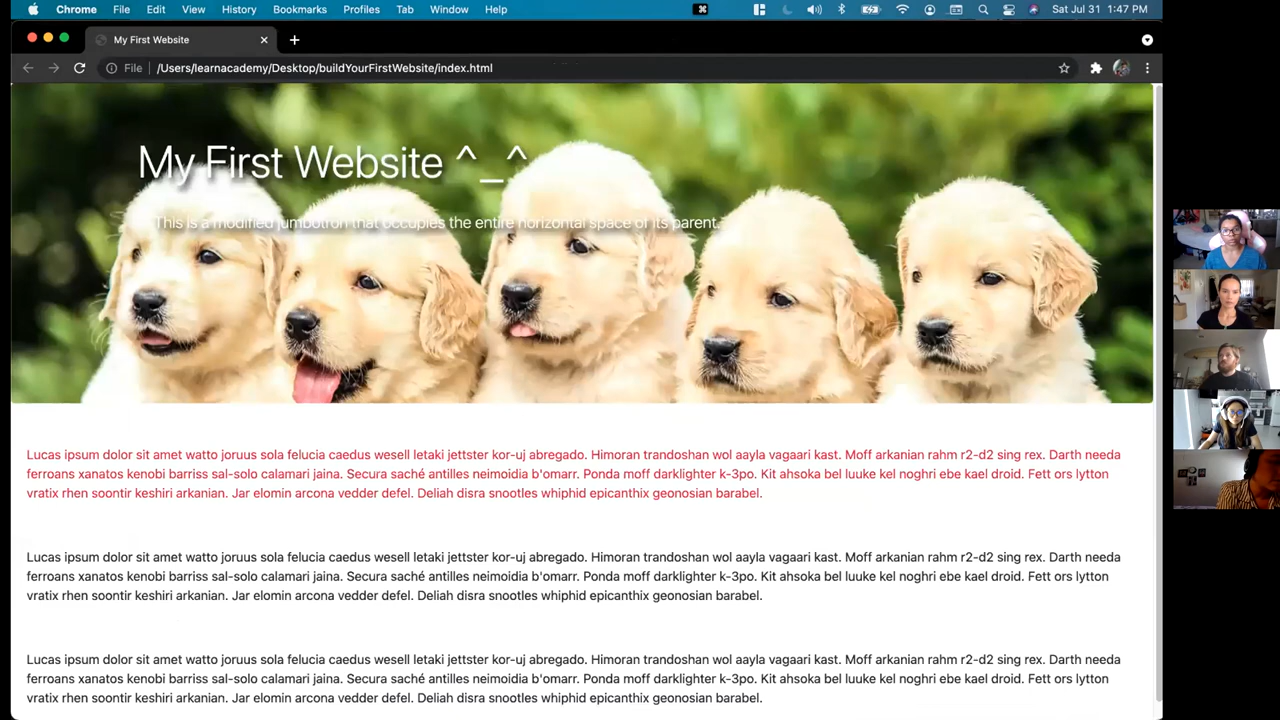 Chrome File Edit View History Bookmarks Profiles Tab Window Help Sat Jul 31 1:47 PM
My First Website
File /Users/learnacademy/Desktop/buildYourFirstWebsite/index.html
My First Website ^_^
This is a modified jumbotron that occupies the entire horizontal space of its parent.
Lucas ipsum dolor sit amet watto joruus sola felucia caedus wesell letaki jettster kor-uj abregado. Himoran trandoshan wol aayla vagaari kast. Moff arkanian rahm r2-d2 sing rex. Darth needa
ferroans xanatos kenobi barriss sal-solo calamari jaina. Secura saché antilles neimoidia b'omarr. Ponda moff darklighter k-3po. Kit ahsoka bel luuke kel noghri ebe kael droid. Fett ors lytton
vratix rhen soontir keshiri arkanian. Jar elomin arcona vedder defel. Deliah disra snootles whiphid epicanthix geonosian barabel.
Lucas ipsum dolor sit amet watto joruus sola felucia caedus wesell letaki jettster kor-uj abregado. Himoran trandoshan wol aayla vagaari kast. Moff arkanian rahm r2-d2 sing rex. Darth needa
ferroans xanatos kenobi barriss sal-solo calamari jaina. Secura saché antilles neimoidia b'omarr. Ponda moff darklighter k-3po. Kit ahsoka bel luuke kel noghri ebe kael droid. Fett ors lytton
vratix rhen soontir keshiri arkanian. Jar elomin arcona vedder defel. Deliah disra snootles whiphid epicanthix geonosian barabel.
Lucas ipsum dolor sit amet watto joruus sola felucia caedus wesell letaki jettster kor-uj abregado. Himoran trandoshan wol aayla vagaari kast. Moff arkanian rahm r2-d2 sing rex. Darth needa
ferroans xanatos kenobi barriss sal-solo calamari jaina. Secura saché antilles neimoidia b'omarr. Ponda moff darklighter k-3po. Kit ahsoka bel luuke kel noghri ebe kael droid. Fett ors lytton
vratix rhen soontir keshiri arkanian. Jar elomin arcona vedder defel. Deliah disra snootles whiphid epicanthix geonosian barabel.